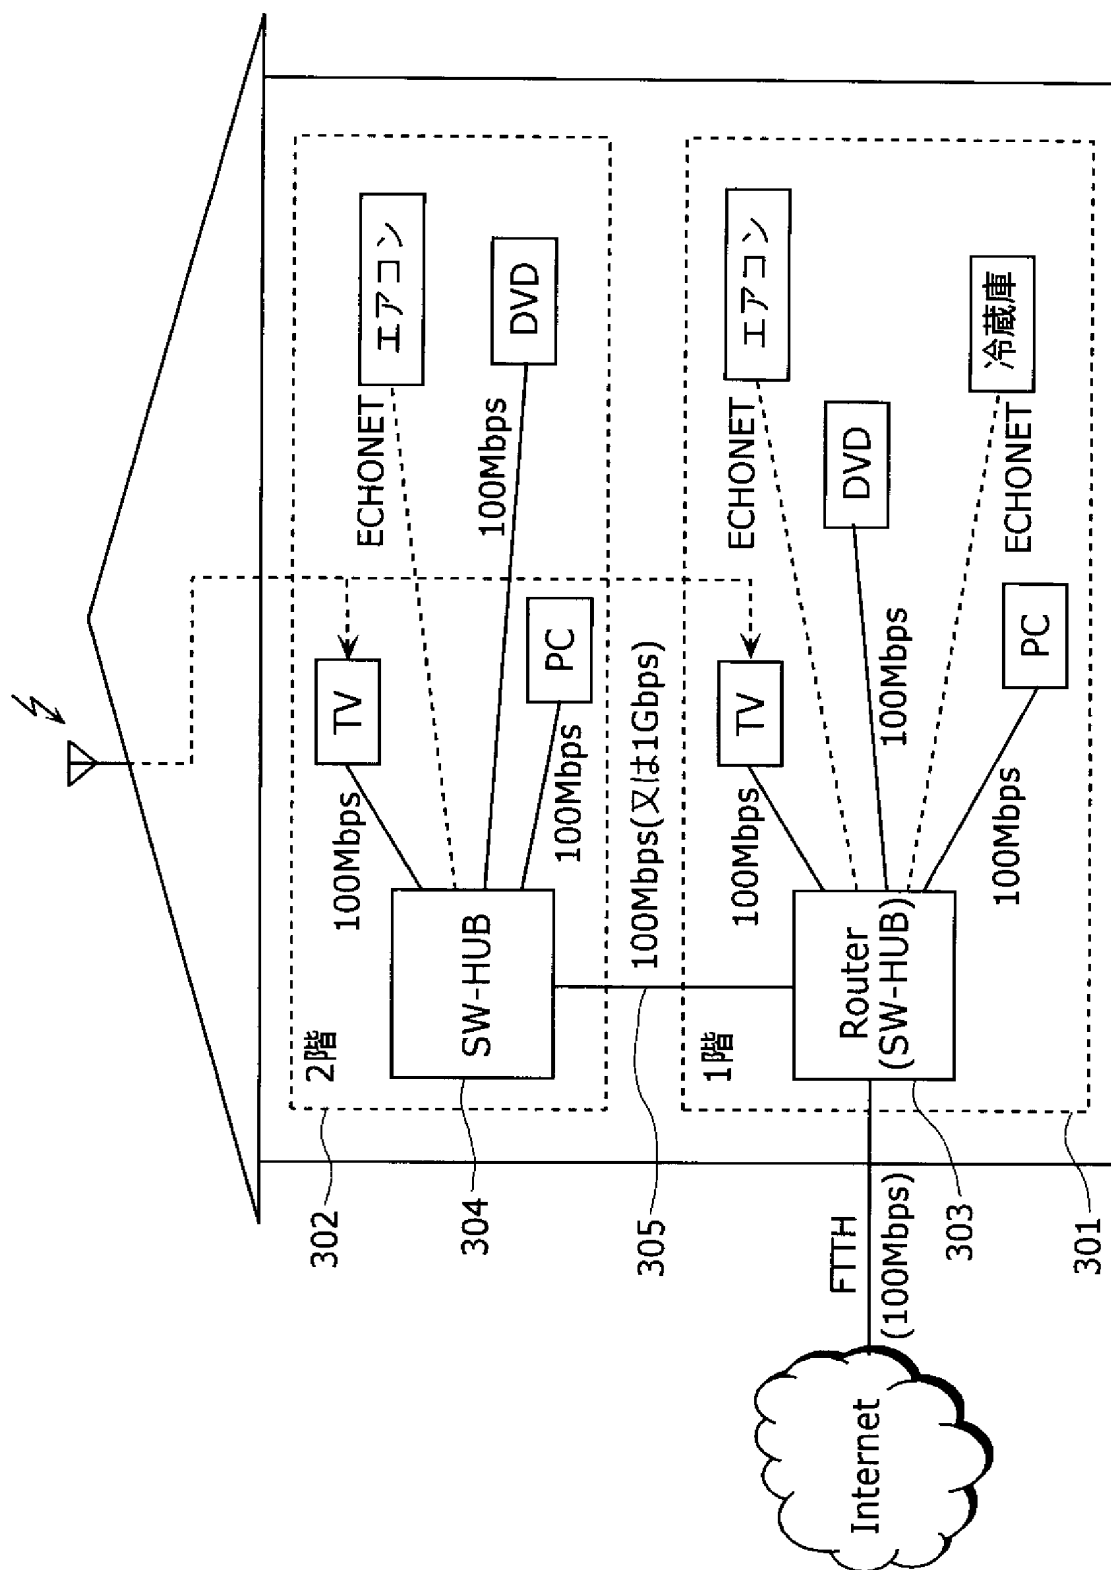 2階
302
SW-HUB
304
TV
100Mbps
エアコン
ECHONET
DVD
100Mbps
PC
100Mbps
100Mbps(又は1Gbps)
305
1階
301
Router
(SW-HUB)
303
TV
100Mbps
エアコン
ECHONET
DVD
100Mbps
冷蔵庫
ECHONET
PC
100Mbps
FTTH
(100Mbps)
Internet